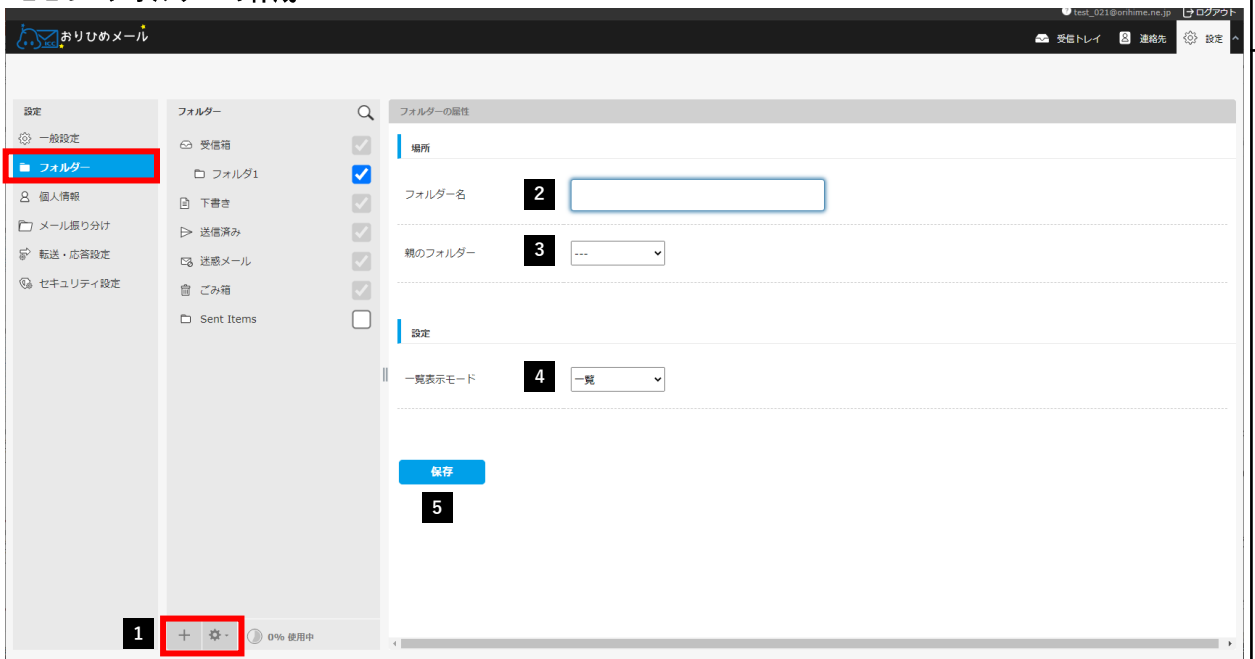 test_021@orihime.ne.jp ログアウト
おりひめメール
ICC
受信トレイ 連絡先 設定
設定
一般設定
フォルダー
個人情報
メール振り分け
転送・応答設定
セキュリティ設定
フォルダー
受信箱
フォルダ1
下書き
送信済み
迷惑メール
ごみ箱
Sent Items
1
0% 使用中
フォルダーの属性
場所
フォルダー名 2
親のフォルダー 3 ---
設定
一覧表示モード 4 一覧
保存
5